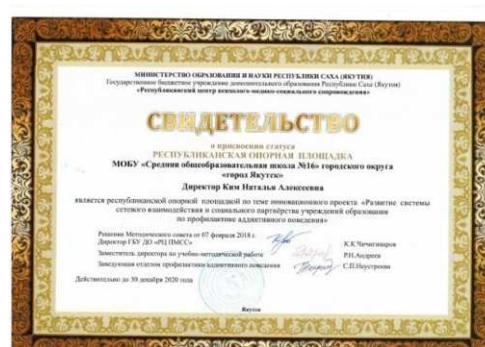 МИНИСТЕРСТВО ОБРАЗОВАНИЯ И НАУКИ РЕСПУБЛИКИ САХА (ЯКУТИЯ)
Государственное бюджетное учреждение дополнительного образования Республики Саха (Якутия)
«Республиканский центр психолого-медико-социального сопровождения»
СВИДЕТЕЛЬСТВО
о присвоении статуса
РЕСПУБЛИКАНСКАЯ ОПОРНАЯ ПЛОЩАДКА
МОБУ «Средняя общеобразовательная школа №16» городского округа
«город Якутск»
Директор Ким Наталья Алексеевна
является республиканской опорной площадкой по теме инновационного проекта «Развитие системы
сетевого взаимодействия и социального партнёрства учреждений образования
по профилактике аддиктивного поведения»
Решение Методического совета от 07 февраля 2018 г.
Директор ГБУ ДО «РЦ ПМСС»
Заместитель директора по учебно-методической работе
Р.Н.Андреев
Заведующая отделом профилактики аддиктивного поведения
С.П.Неустроева
Действительно до 30 декабря 2020 года
Якутск